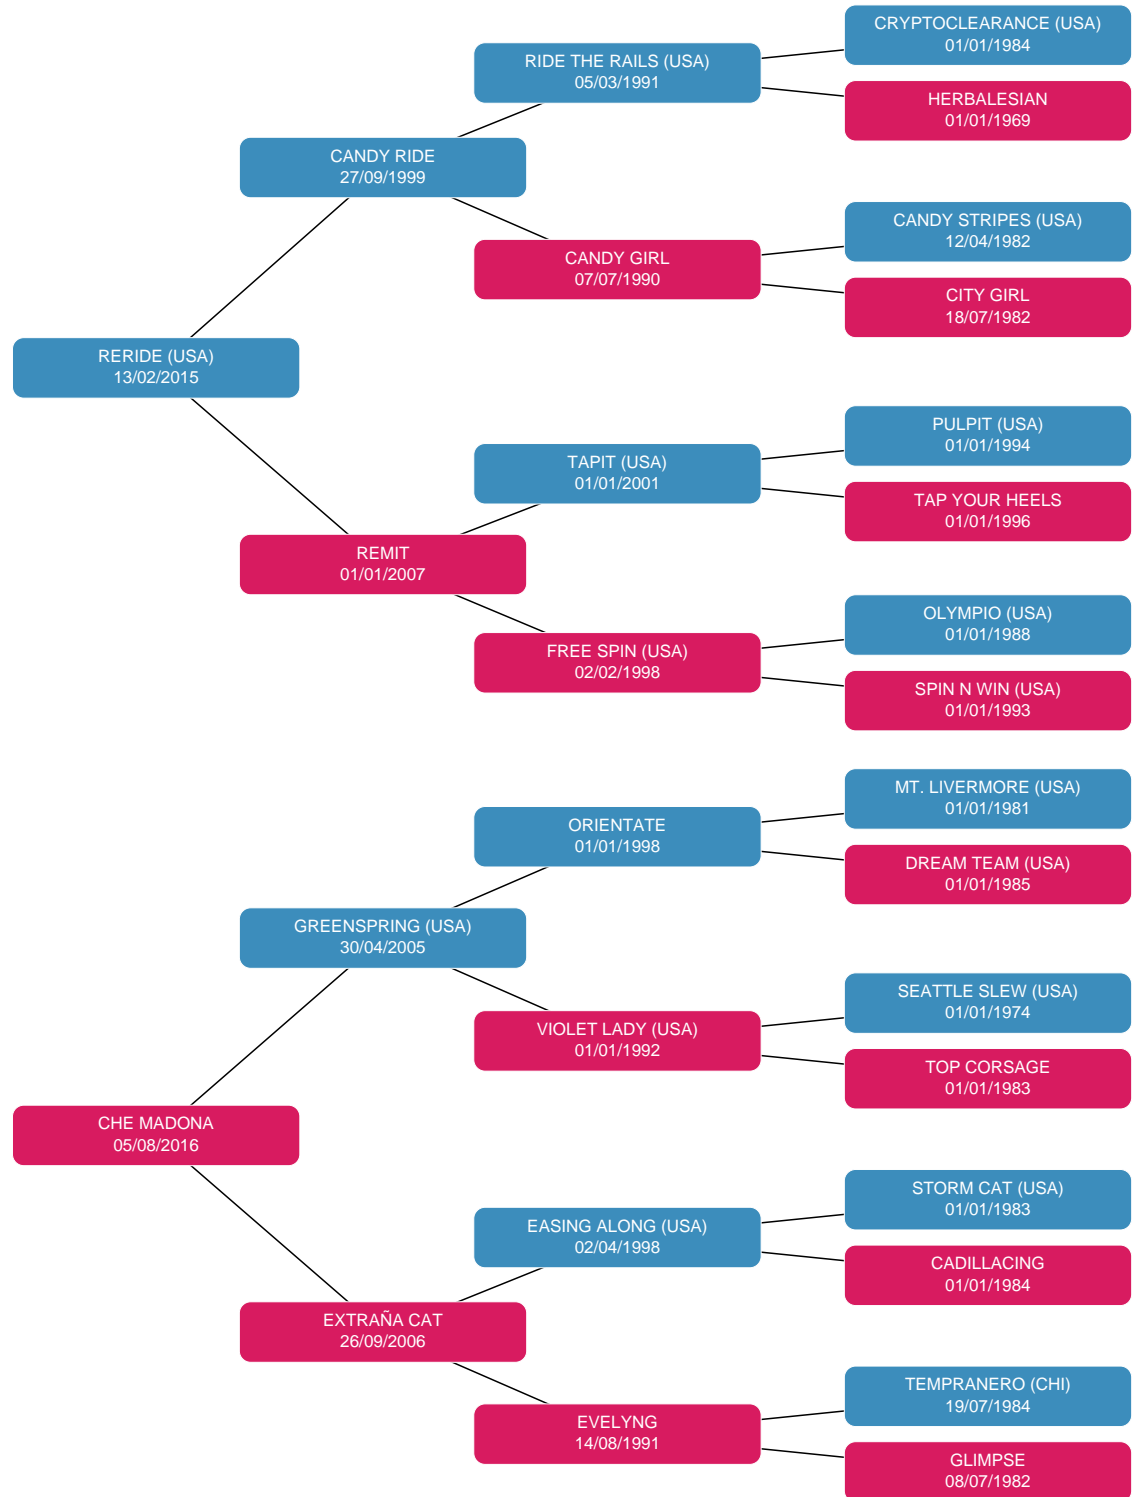 CRYPTOCLEARANCE (USA)
01/01/1984
RIDE THE RAILS (USA)
05/03/1991
HERBALESIAN
01/01/1969
CANDY RIDE
27/09/1999
CANDY STRIPES (USA)
12/04/1982
CANDY GIRL
07/07/1990
CITY GIRL
18/07/1982
RERIDE (USA)
13/02/2015
PULPIT (USA)
01/01/1994
TAPIT (USA)
01/01/2001
TAP YOUR HEELS
01/01/1996
REMIT
01/01/2007
OLYMPIO (USA)
01/01/1988
FREE SPIN (USA)
02/02/1998
SPIN N WIN (USA)
01/01/1993
MT. LIVERMORE (USA)
01/01/1981
ORIENTATE
01/01/1998
DREAM TEAM (USA)
01/01/1985
GREENSPRING (USA)
30/04/2005
SEATTLE SLEW (USA)
01/01/1974
VIOLET LADY (USA)
01/01/1992
TOP CORSAGE
01/01/1983
CHE MADONA
05/08/2016
STORM CAT (USA)
01/01/1983
EASING ALONG (USA)
02/04/1998
CADILLACING
01/01/1984
EXTRAÑA CAT
26/09/2006
TEMPRANERO (CHI)
19/07/1984
EVELYNG
14/08/1991
GLIMPSE
08/07/1982